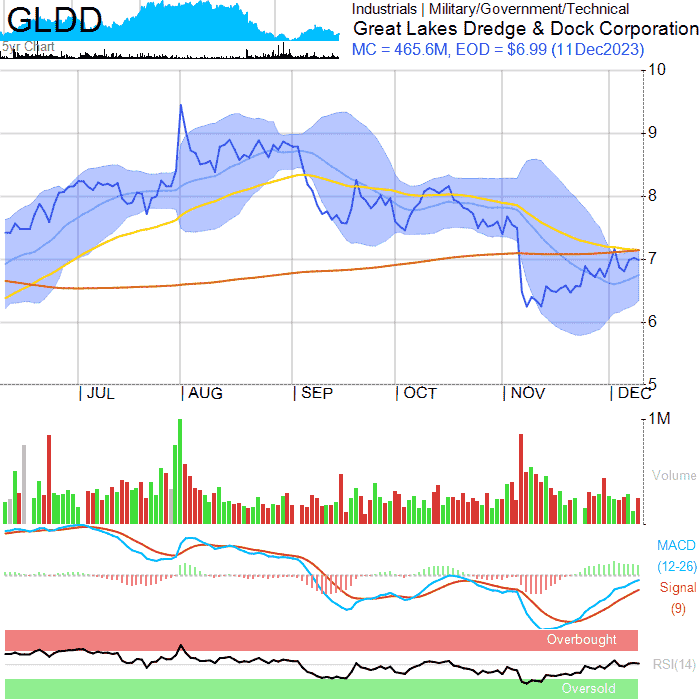 GLDD
Industrials | Military/Government/Technical
Great Lakes Dredge & Dock Corporation
5yr Chart
MC = 465.6M, EOD = $6.99 (11Dec2023)
10
9
8
7
6
5
| JUL | AUG | SEP | OCT | NOV | DEC
1M
Volume
MACD
(12-26)
Signal
(9)
Overbought
RSI(14)
Oversold